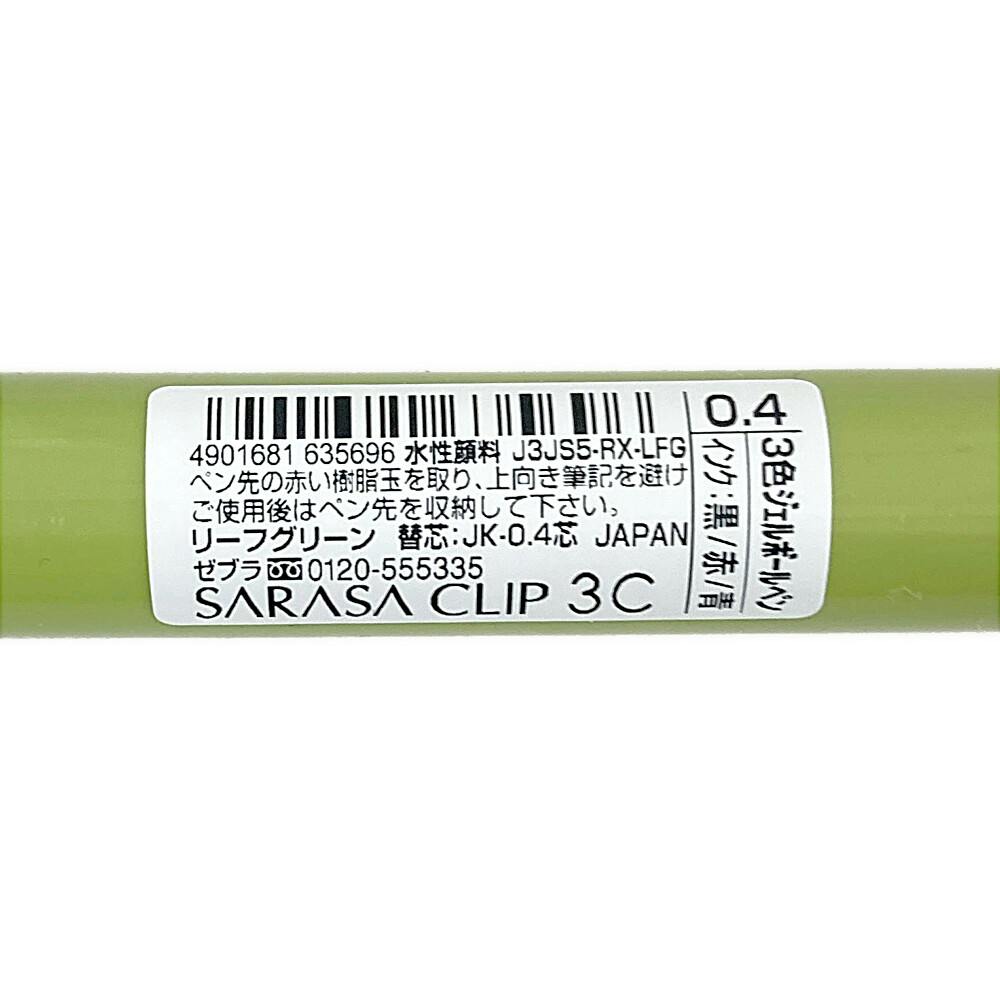 4901681 635696 水性顔料 J3JS5-RX-LFG
ペン先の赤い樹脂玉を取り、上向き筆記を避け
ご使用後はペン先を収納して下さい。
リーフグリーン 替芯:JK-0.4芯 JAPAN
ゼブラ 0120-555335
SARASA CLIP 3C
0.4
3色ジェルボールペン
インク:黒/赤/青